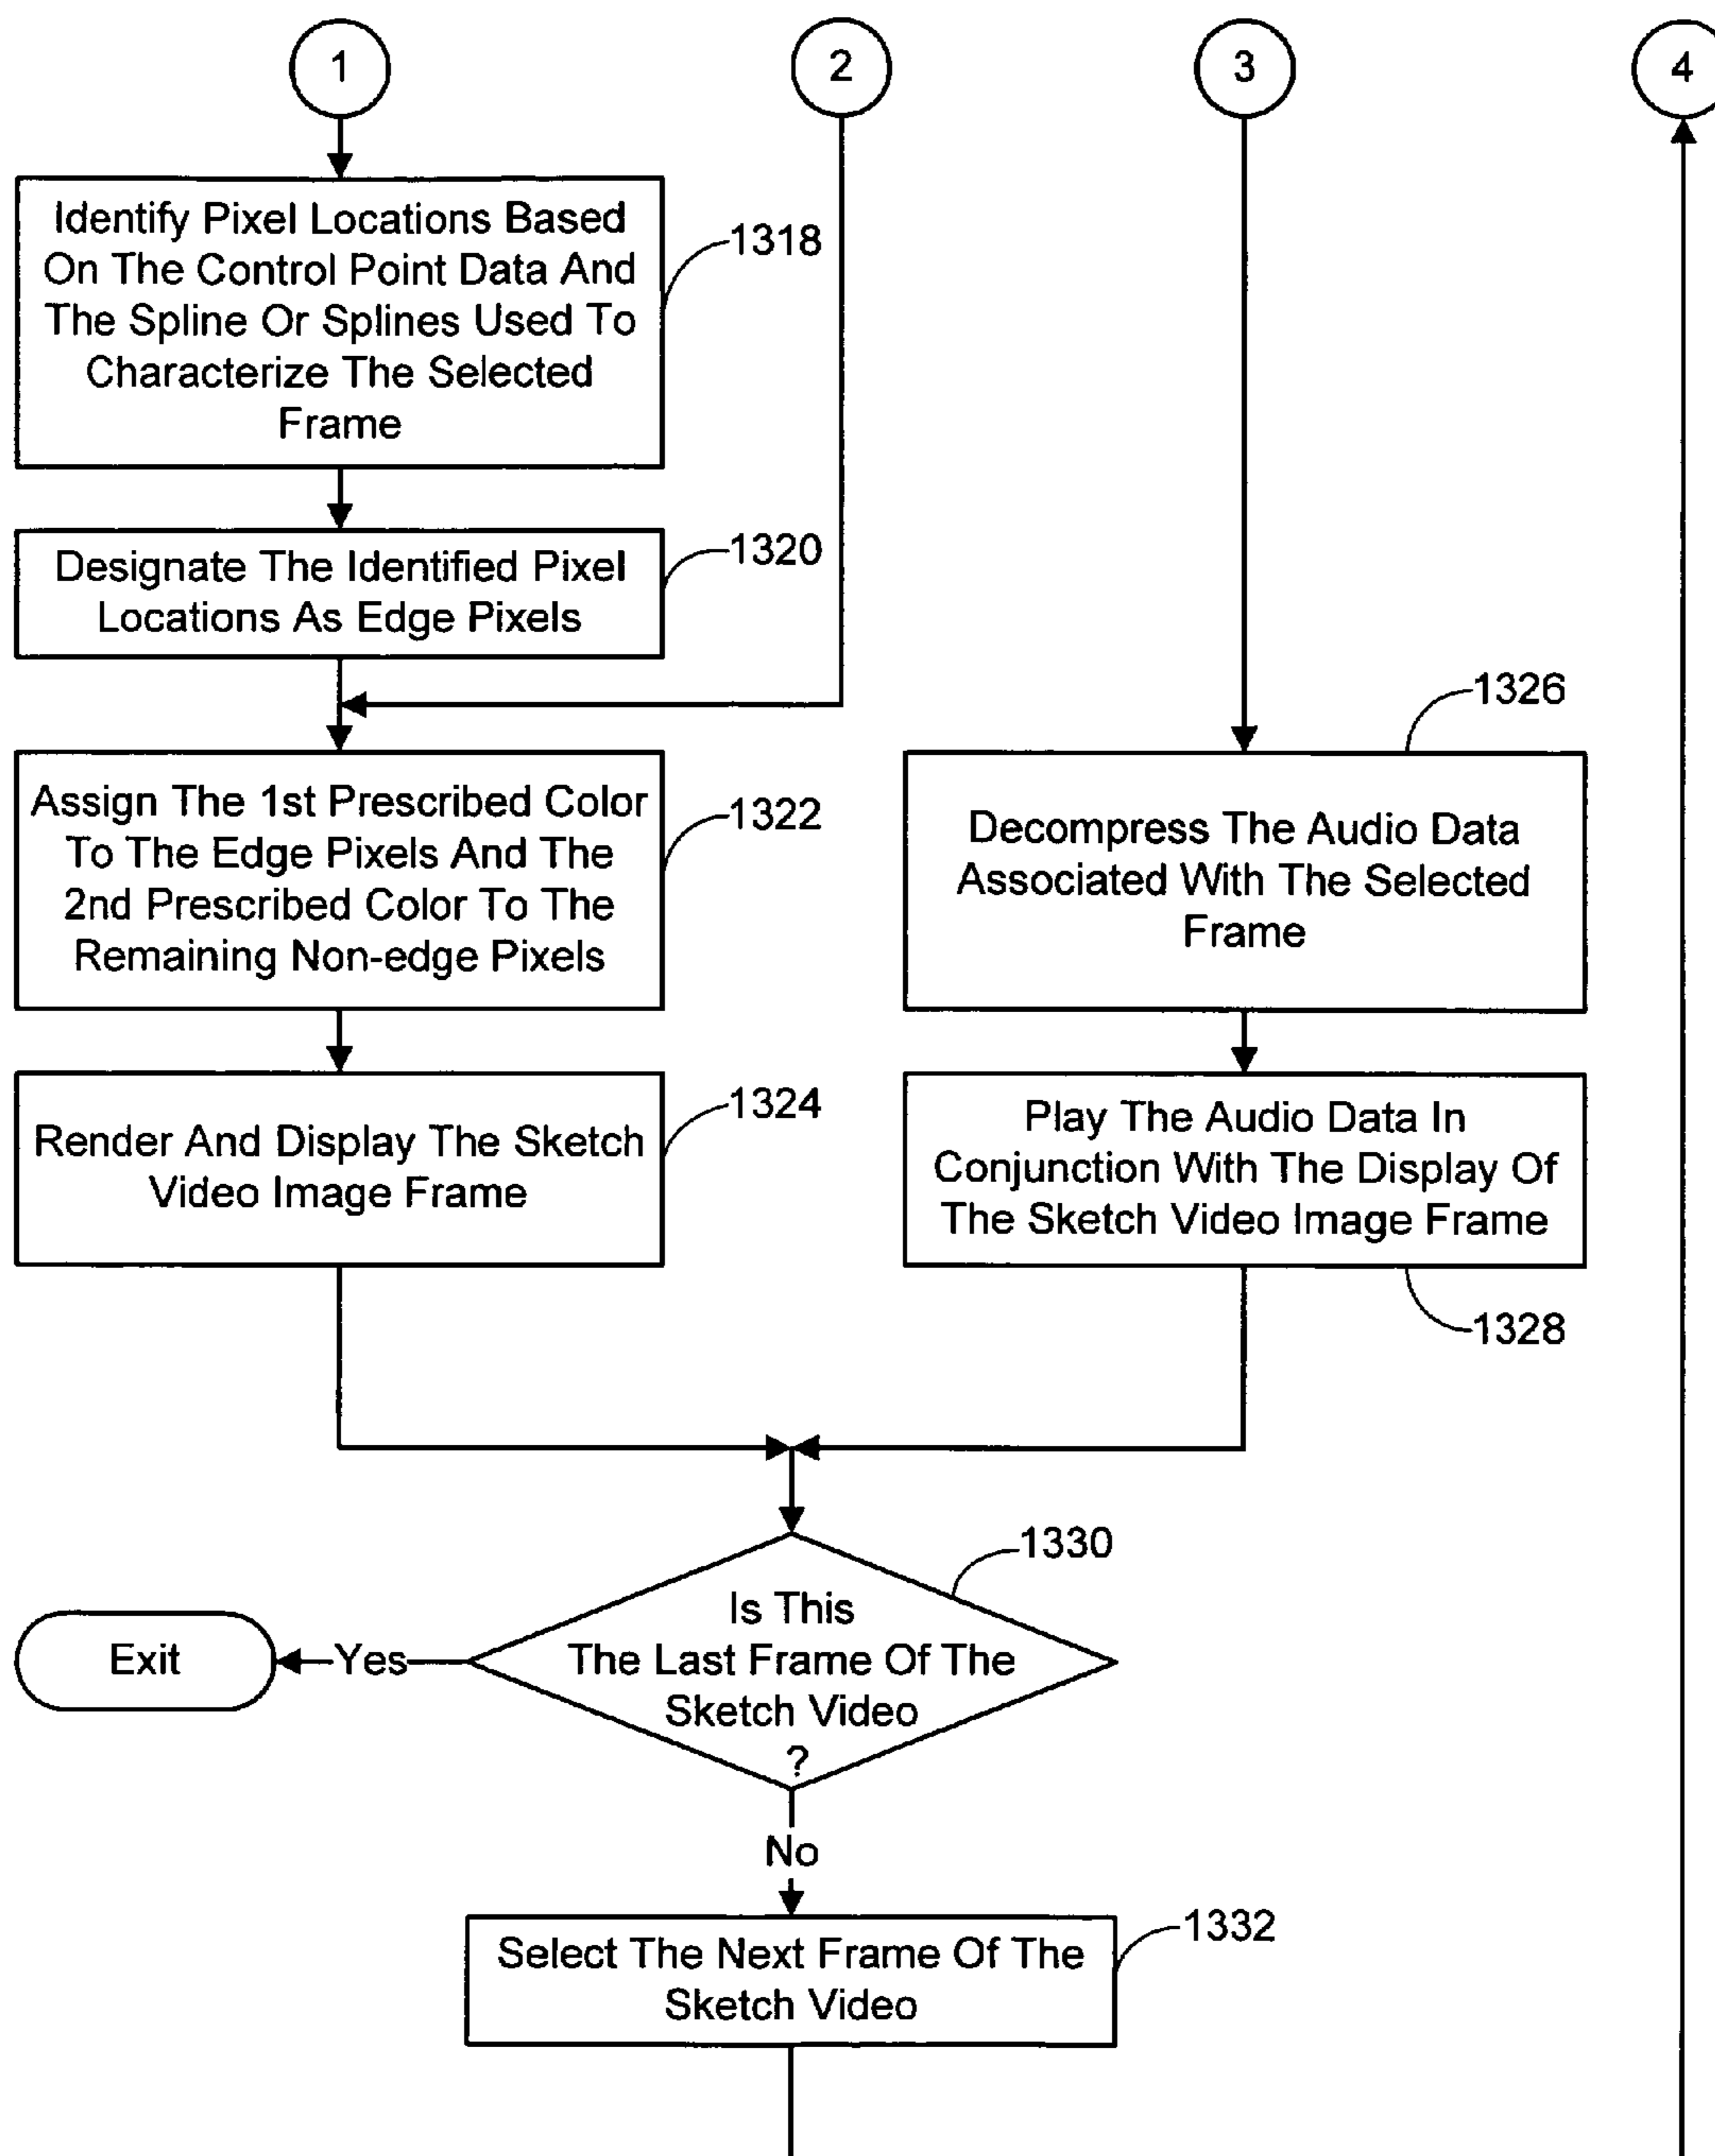 1
2
3
4
Identify Pixel Locations Based
On The Control Point Data And
The Spline Or Splines Used To
Characterize The Selected
Frame
1318
Designate The Identified Pixel
Locations As Edge Pixels
1320
Assign The 1st Prescribed Color
To The Edge Pixels And The
2nd Prescribed Color To The
Remaining Non-edge Pixels
1322
1326
Decompress The Audio Data
Associated With The Selected
Frame
Render And Display The Sketch
Video Image Frame
1324
Play The Audio Data In
Conjunction With The Display Of
The Sketch Video Image Frame
1328
1330
Is This
The Last Frame Of The
Sketch Video
?
Yes
Exit
No
Select The Next Frame Of The
Sketch Video
1332